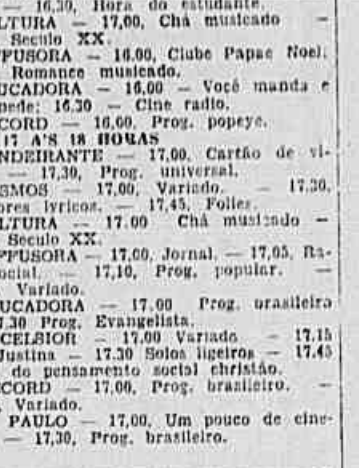 — 16,30, Hora do estudante.
LTURA — 17,00, Chá musicado —
Seculo XX.
FUSORA — 16.00, Clube Papae Noel.
Romance musicado.
UCADORA — 16,00 — Você manda e
pede; 16,30 — Cine radio.
CORD — 16,00, Prog. popeye.
17 A'S 18 HORAS
NDEIRANTE — 17,00, Cartão de vi-
— 17,30, Prog. universal.
SMOS — 17,00, Variado. — 17,30,
ores lyricos. — 17,45, Folies.
LTURA — 17.00 Chá musicado —
Seculo XX.
FFUSORA — 17,00, Jornal. — 17,05, Ra-
social. — 17,10, Prog. popular. —
Variado.
UCADORA — 17.00 Prog. brasileiro
7.30 Prog. Evangelista.
CELSIOR — 17.00 Variado — 17.15
Justina — 17.30 Solos ligeiros — 17.45
do pensamento social christão.
CORD — 17,00, Prog. brasileiro. —
Variado.
PAULO — 17,00, Um pouco de cine-
— 17,30, Prog. brasileiro.